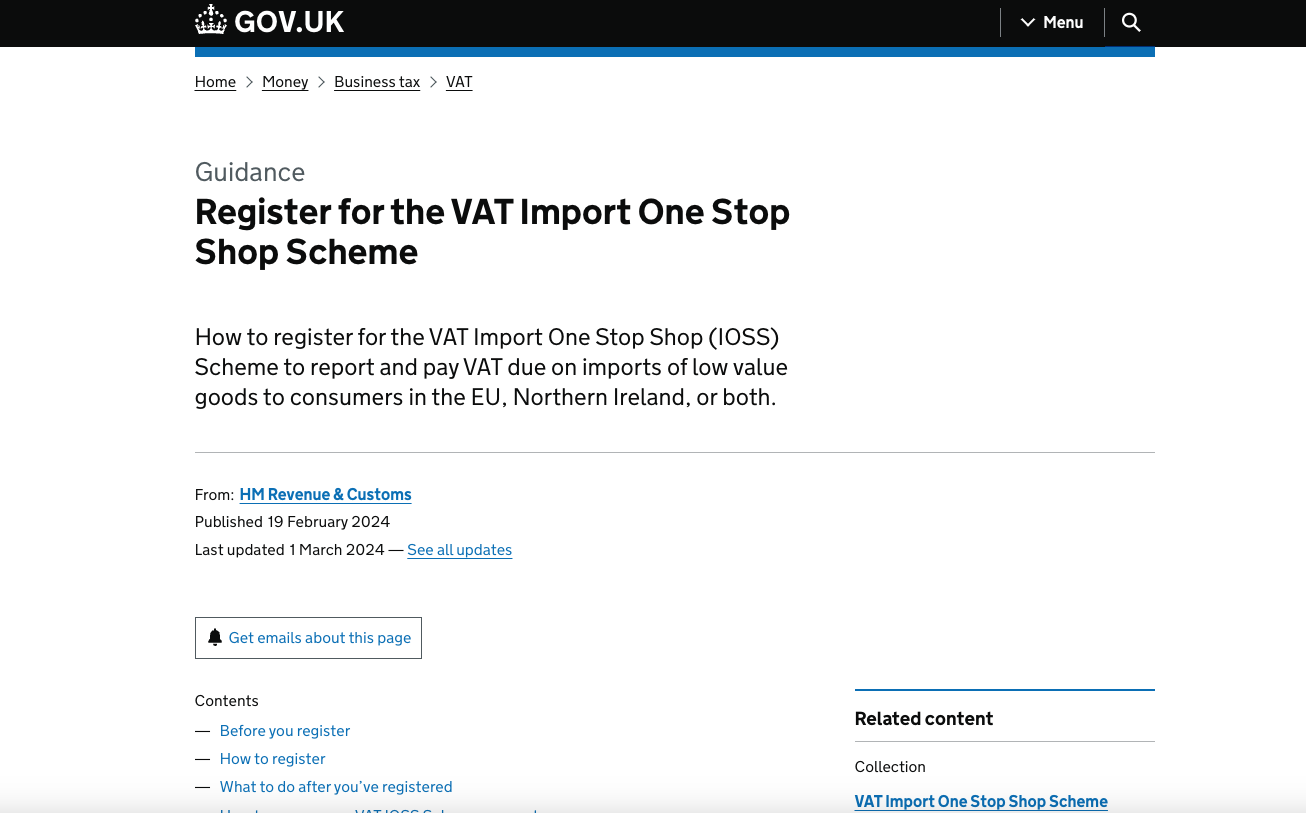 GOV.UK
Menu
Home > Money > Business tax > VAT
Guidance
Register for the VAT Import One Stop
Shop Scheme
How to register for the VAT Import One Stop Shop (IOSS)
Scheme to report and pay VAT due on imports of low value
goods to consumers in the EU, Northern Ireland, or both.
From: HM Revenue & Customs
Published 19 February 2024
Last updated 1 March 2024 — See all updates
Get emails about this page
Contents
— Before you register
— How to register
— What to do after you've registered
Related content
Collection
VAT Import One Stop Shop Scheme